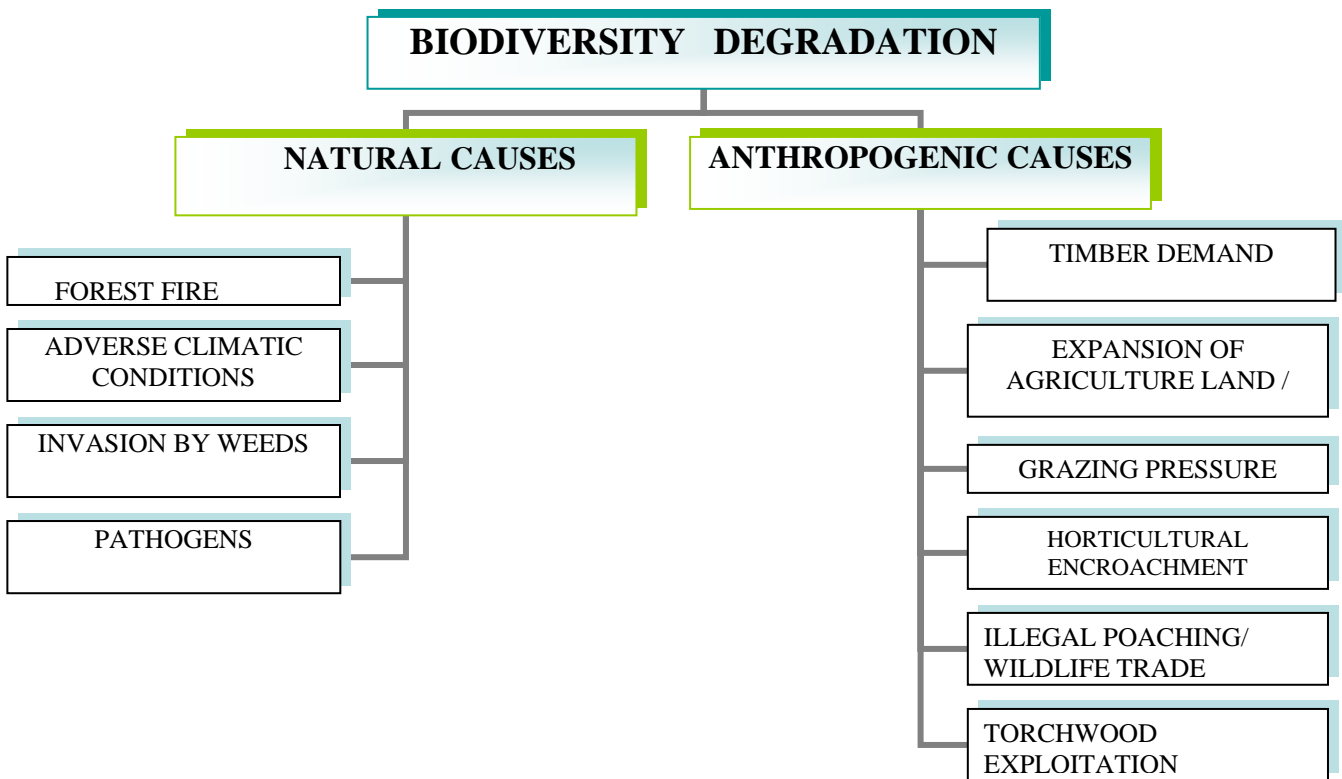 BIODIVERSITY DEGRADATION
NATURAL CAUSES
ANTHROPOGENIC CAUSES
FOREST FIRE
ADVERSE CLIMATIC
CONDITIONS
INVASION BY WEEDS
PATHOGENS
TIMBER DEMAND
EXPANSION OF
AGRICULTURE LAND /
GRAZING PRESSURE
HORTICULTURAL
ENCROACHMENT
ILLEGAL POACHING/
WILDLIFE TRADE
TORCHWOOD
EXPLOITATION